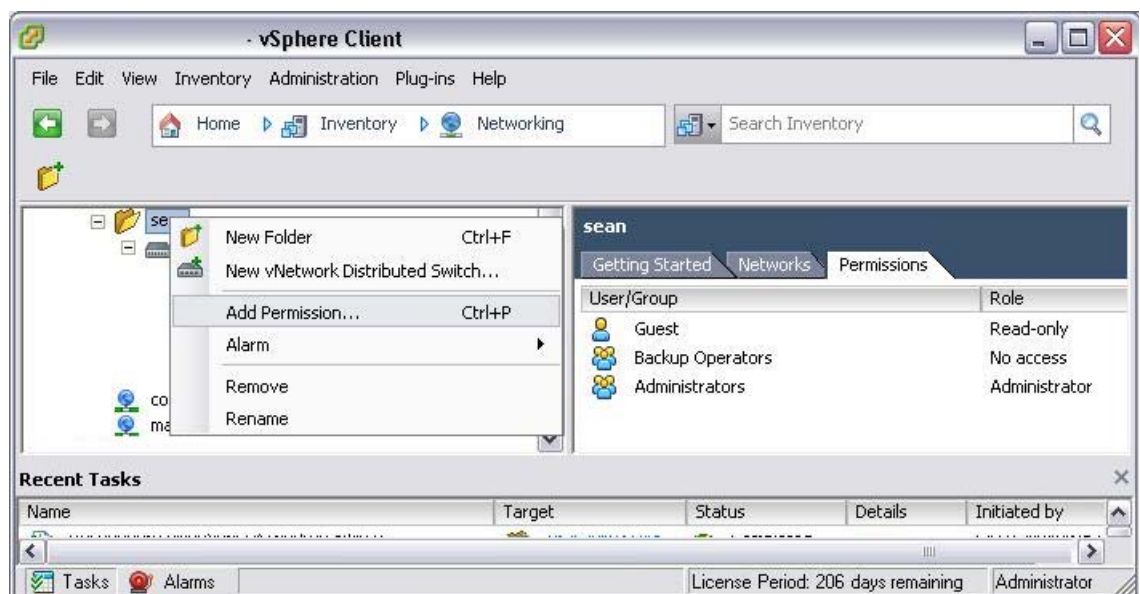 - vSphere Client
File Edit View Inventory Administration Plug-ins Help
Home Inventory Networking Search Inventory
se
New Folder Ctrl+F
New vNetwork Distributed Switch...
Add Permission... Ctrl+P
Alarm
Remove
Rename
co
ma
sean
Getting Started Networks Permissions
User/Group Role
Guest Read-only
Backup Operators No access
Administrators Administrator
Recent Tasks
Name Target Status Details Initiated by
Tasks Alarms License Period: 206 days remaining Administrator